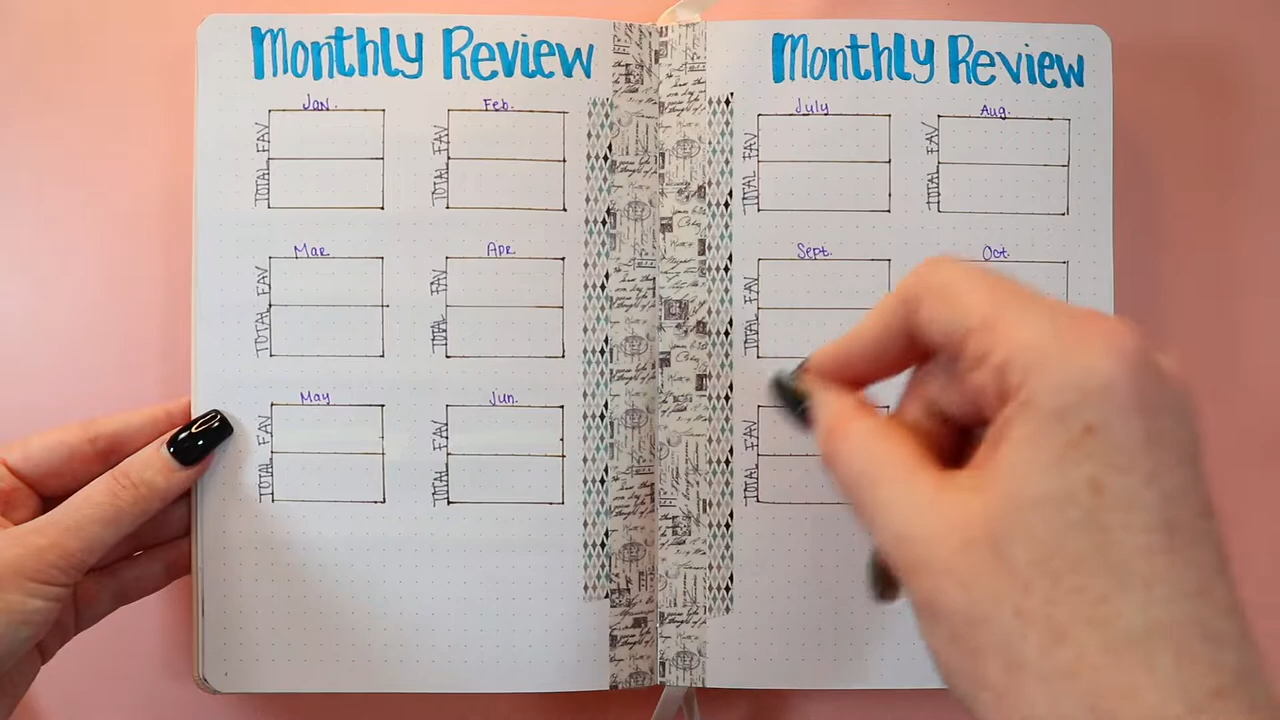 Monthly Review
Jan. Feb.
FAV FAV
TOTAL TOTAL
Mar Apr
FAV FAV
TOTAL TOTAL
May Jun.
FAV FAV
TOTAL TOTAL
Monthly Review
July Aug.
FAV FAV
TOTAL TOTAL
Sept. Oct.
FAV
TOTAL
FAV
TOTAL